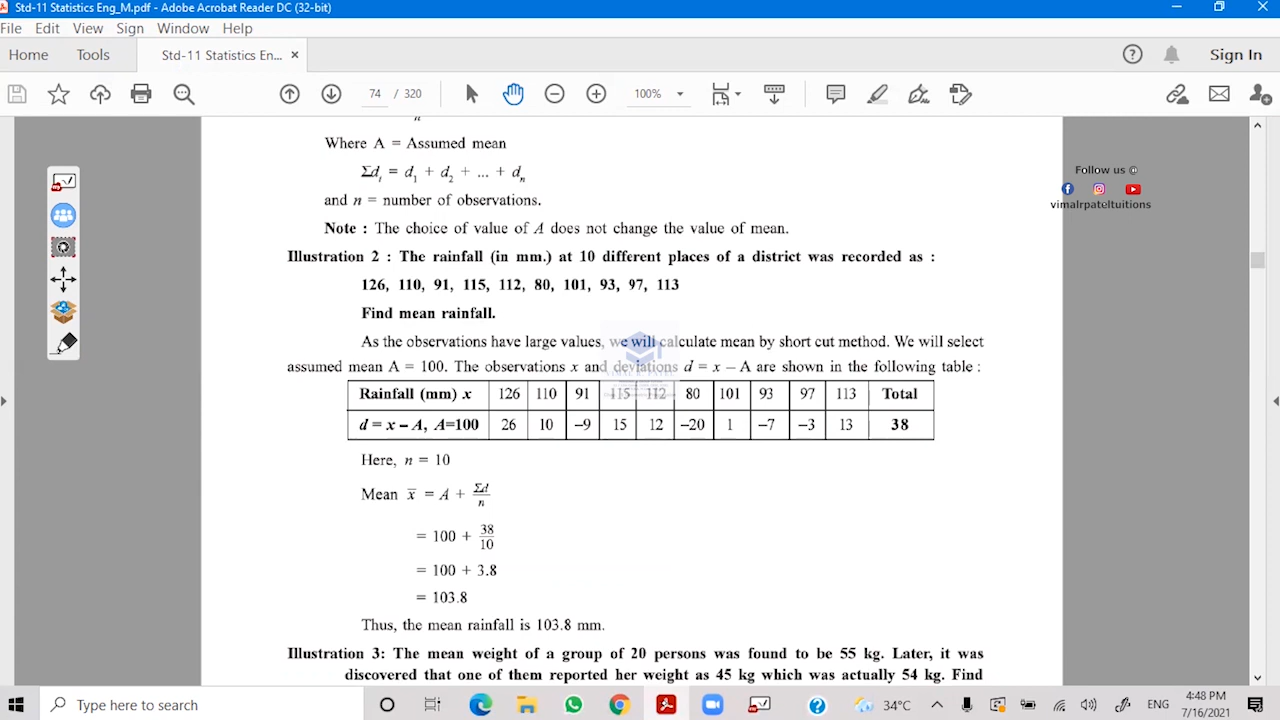 Std-11 Statistics Eng_M.pdf - Adobe Acrobat Reader DC (32-bit)
File Edit View Sign Window Help
Home Tools Std-11 Statistics En... × Sign In
74 / 320 100%
n
Where A = Assumed mean
Σdᵢ = d₁ + d₂ + ... + dₙ
and n = number of observations.
Note : The choice of value of A does not change the value of mean.
Follow us @
vimalrpateltuitions
Illustration 2 : The rainfall (in mm.) at 10 different places of a district was recorded as :
126, 110, 91, 115, 112, 80, 101, 93, 97, 113
Find mean rainfall.
As the observations have large values, we will calculate mean by short cut method. We will select
assumed mean A = 100. The observations x and deviations d = x – A are shown in the following table :
Rainfall (mm) x 126 110 91 115 112 80 101 93 97 113 Total
d = x – A, A=100 26 10 –9 15 12 –20 1 –7 –3 13 38
Here, n = 10
Mean x̄ = A + Σd/n
= 100 + 38/10
= 100 + 3.8
= 103.8
Thus, the mean rainfall is 103.8 mm.
Illustration 3: The mean weight of a group of 20 persons was found to be 55 kg. Later, it was
discovered that one of them reported her weight as 45 kg which was actually 54 kg. Find
Type here to search 34°C ENG 4:48 PM
7/16/2021